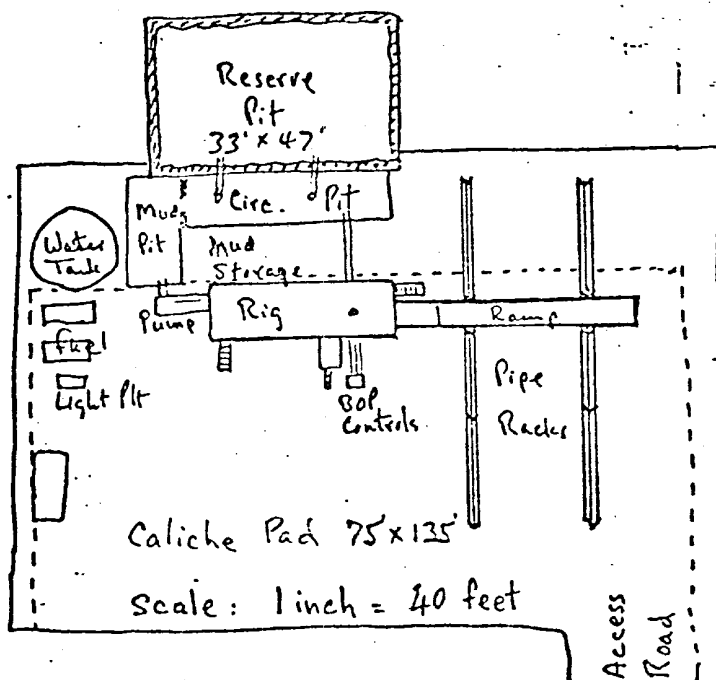 Reserve
Pit
33' x 47'
Circ. Pit
Mud
Pit
Water
Tank
Mud
Storage
Pump
Rig
Ramp
Fuel
Light Plt
BOP
Controls
Pipe
Racks
Caliche Pad 75' x 135'
Scale: 1 inch = 40 feet
Access
Road